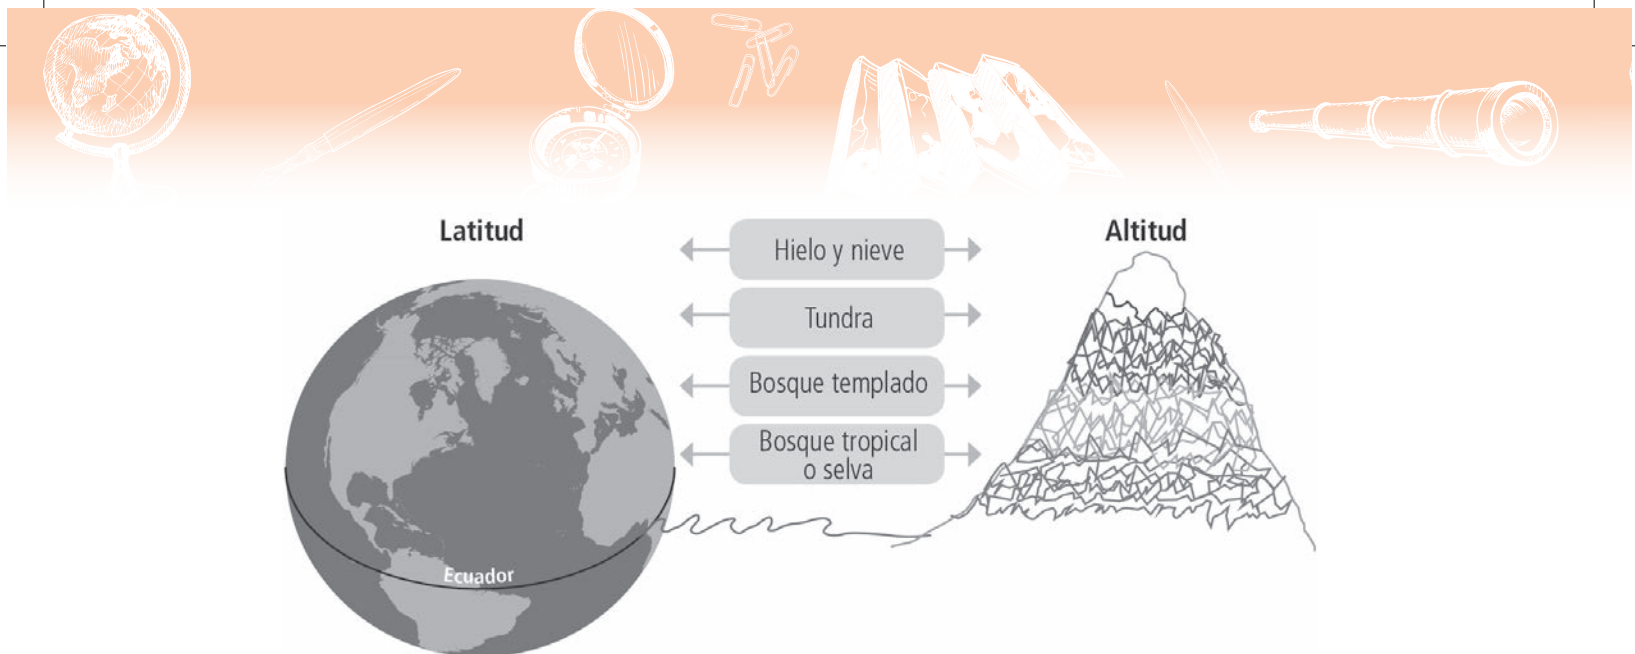 Latitud
Altitud
Hielo y nieve
Tundra
Bosque templado
Bosque tropical
o selva
Ecuador